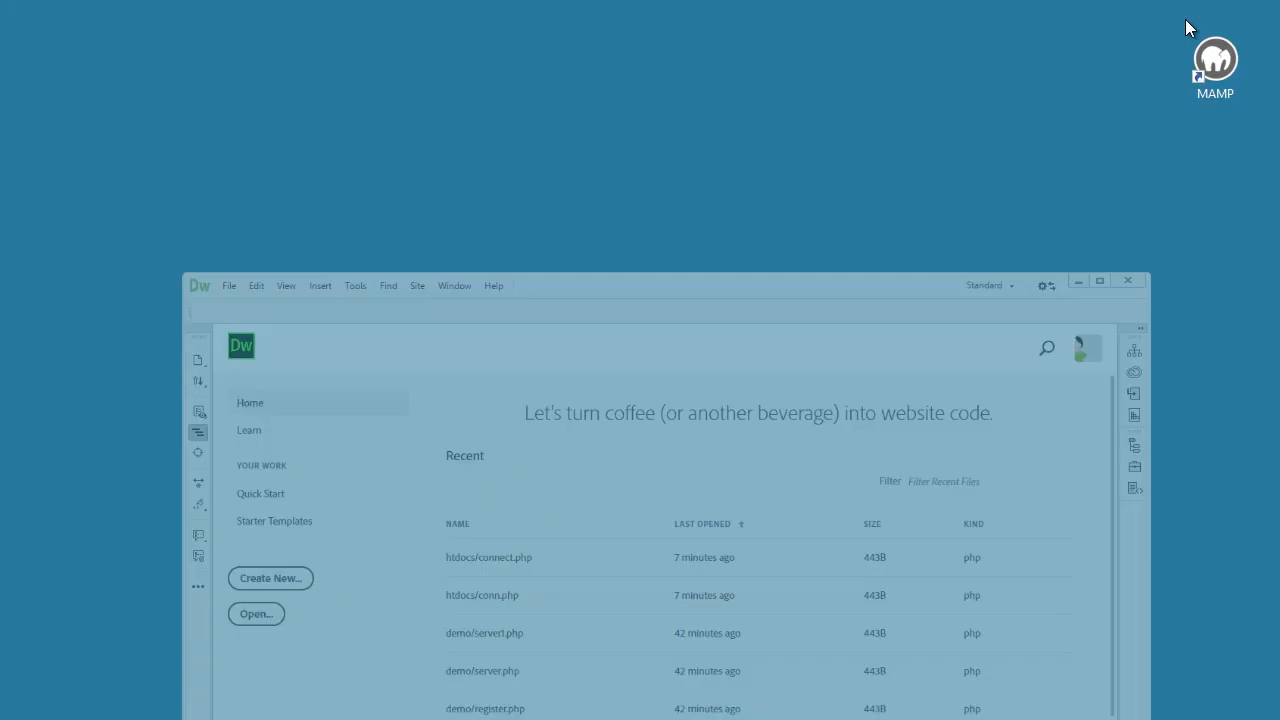 MAMP
Dw File Edit View Insert Tools Find Site Window Help Standard
Dw
Home
Let's turn coffee (or another beverage) into website code.
Learn
Recent
YOUR WORK
Filter Filter Recent Files
Quick Start
Starter Templates
NAME LAST OPENED SIZE KIND
htdocs/connect.php 7 minutes ago 443B php
Create New...
htdocs/conn.php 7 minutes ago 443B php
Open...
demo/server1.php 42 minutes ago 443B php
demo/server.php 42 minutes ago 443B php
demo/register.php 42 minutes ago 443B php